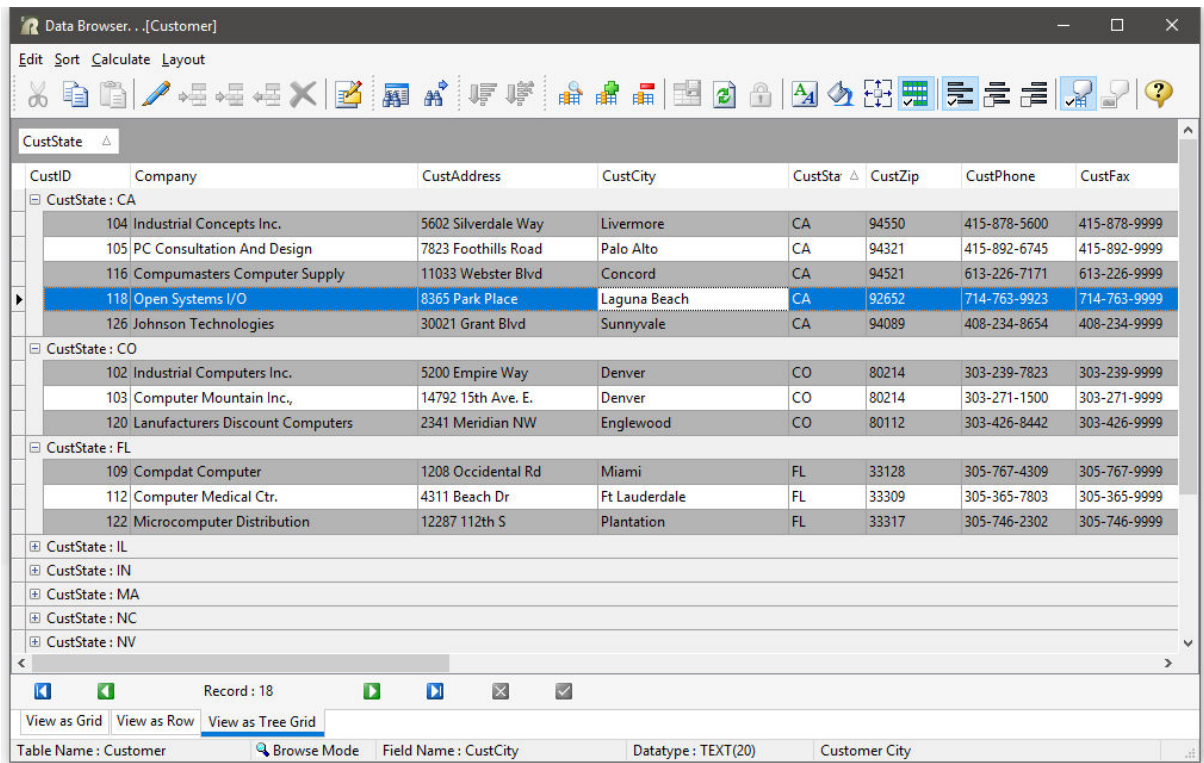 Data Browser. . .[Customer]
Edit Sort Calculate Layout
CustState
CustID Company CustAddress CustCity CustSta CustZip CustPhone CustFax
CustState : CA
104 Industrial Concepts Inc. 5602 Silverdale Way Livermore CA 94550 415-878-5600 415-878-9999
105 PC Consultation And Design 7823 Foothills Road Palo Alto CA 94321 415-892-6745 415-892-9999
116 Compumasters Computer Supply 11033 Webster Blvd Concord CA 94521 613-226-7171 613-226-9999
118 Open Systems I/O 8365 Park Place Laguna Beach CA 92652 714-763-9923 714-763-9999
126 Johnson Technologies 30021 Grant Blvd Sunnyvale CA 94089 408-234-8654 408-234-9999
CustState : CO
102 Industrial Computers Inc. 5200 Empire Way Denver CO 80214 303-239-7823 303-239-9999
103 Computer Mountain Inc., 14792 15th Ave. E. Denver CO 80214 303-271-1500 303-271-9999
120 Lanufacturers Discount Computers 2341 Meridian NW Englewood CO 80112 303-426-8442 303-426-9999
CustState : FL
109 Compdat Computer 1208 Occidental Rd Miami FL 33128 305-767-4309 305-767-9999
112 Computer Medical Ctr. 4311 Beach Dr Ft Lauderdale FL 33309 305-365-7803 305-365-9999
122 Microcomputer Distribution 12287 112th S Plantation FL 33317 305-746-2302 305-746-9999
CustState : IL
CustState : IN
CustState : MA
CustState : NC
CustState : NV
Record : 18
View as Grid View as Row View as Tree Grid
Table Name : Customer Browse Mode Field Name : CustCity Datatype : TEXT(20) Customer City